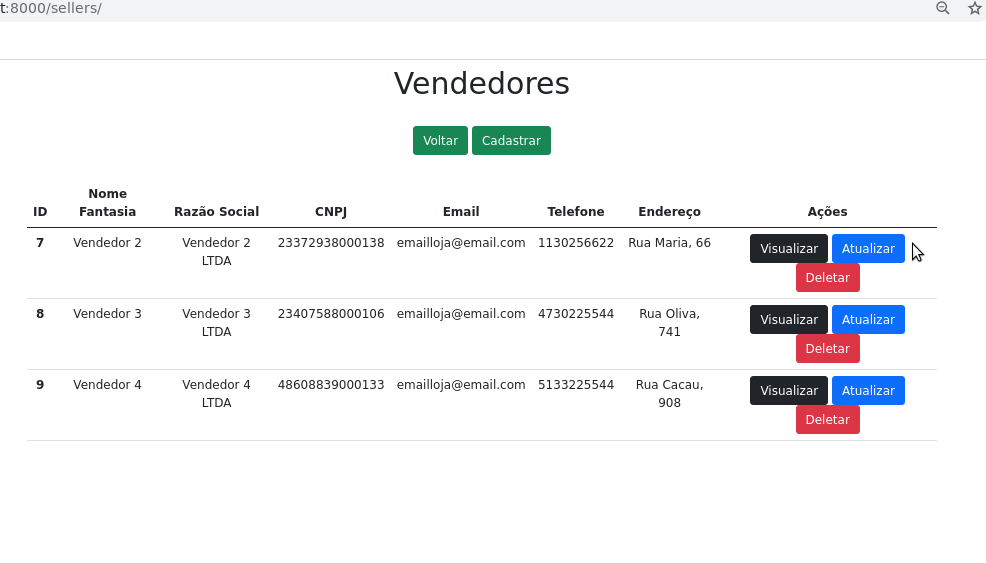 t:8000/sellers/
Vendedores
Voltar Cadastrar
Nome
ID Fantasia Razão Social CNPJ Email Telefone Endereço Ações
7 Vendedor 2 Vendedor 2 23372938000138 emailloja@email.com 1130256622 Rua Maria, 66 Visualizar Atualizar
LTDA Deletar
8 Vendedor 3 Vendedor 3 23407588000106 emailloja@email.com 4730225544 Rua Oliva, Visualizar Atualizar
LTDA 741 Deletar
9 Vendedor 4 Vendedor 4 48608839000133 emailloja@email.com 5133225544 Rua Cacau, Visualizar Atualizar
LTDA 908 Deletar